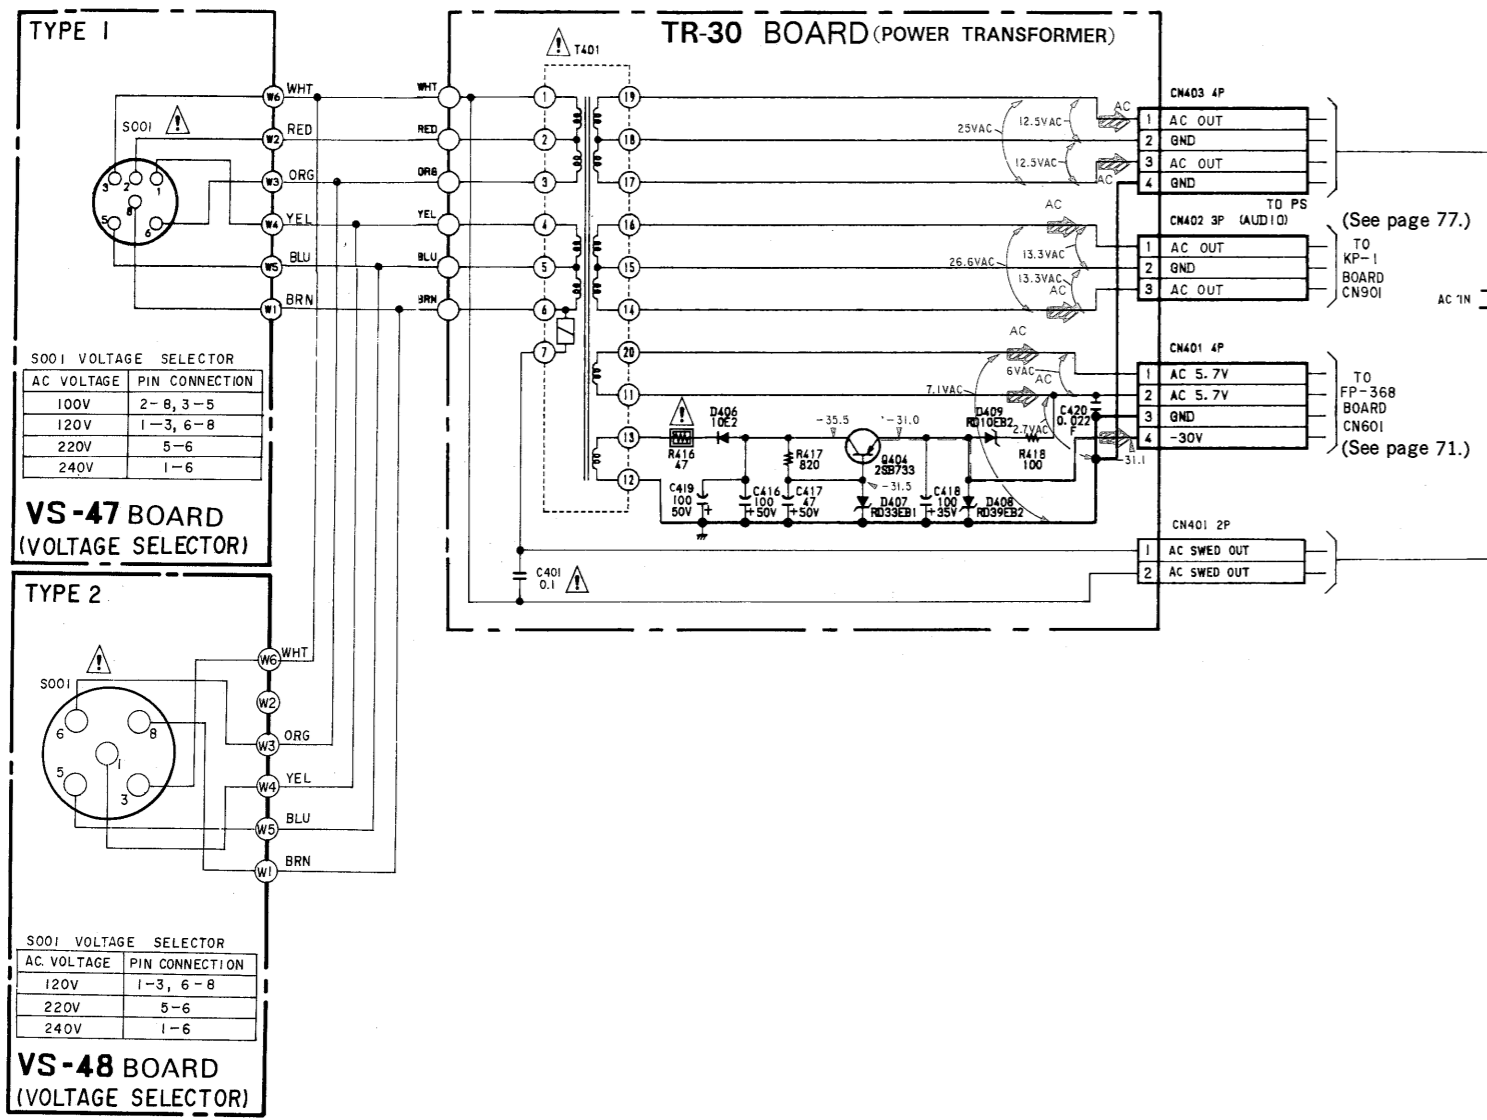 TYPE 1
S001
W6 WHT
W2 RED
W3 ORG
W4 YEL
W5 BLU
W1 BRN
3 2 1
8
5 6
S001 VOLTAGE SELECTOR
AC VOLTAGE PIN CONNECTION
100V 2-8, 3-5
120V 1-3, 6-8
220V 5-6
240V 1-6
VS-47 BOARD
(VOLTAGE SELECTOR)
TYPE 2
S001
6 8
1
5 3
W6 WHT
W2
W3 ORG
W4 YEL
W5 BLU
W1 BRN
S001 VOLTAGE SELECTOR
AC. VOLTAGE PIN CONNECTION
120V 1-3, 6-8
220V 5-6
240V 1-6
VS-48 BOARD
(VOLTAGE SELECTOR)
TR-30 BOARD (POWER TRANSFORMER)
T401
WHT 1 19
RED 2 18
ORG 3 17
YEL 4 16
BLU 5 15
BRN 6 14
7 20
11
13
12
25VAC
12.5VAC
12.5VAC
AC
AC
26.6VAC
13.3VAC
13.3VAC
AC
AC
AC
6VAC
AC
7.1VAC
2.7VAC
R416
47
D406
10E2
C419
100
50V
C416
100
50V
R417
820
C417
47
50V
-35.5
-31.0
Q404
2SB733
-31.5
D407
RD33EB1
C418
100
35V
D409
RD10EB2
D408
RD39EB2
R418
100
C420
0.022
F
-31.1
C401
0.1
CN403 4P
1 AC OUT
2 GND
3 AC OUT
4 GND
TO PS
(AUDIO)
CN402 3P
1 AC OUT
2 GND
3 AC OUT
(See page 77.)
TO
KP-1
BOARD
CN901
AC IN
CN401 4P
1 AC 5.7V
2 AC 5.7V
3 GND
4 -30V
TO
FP-368
BOARD
CN601
(See page 71.)
CN401 2P
1 AC SWED OUT
2 AC SWED OUT